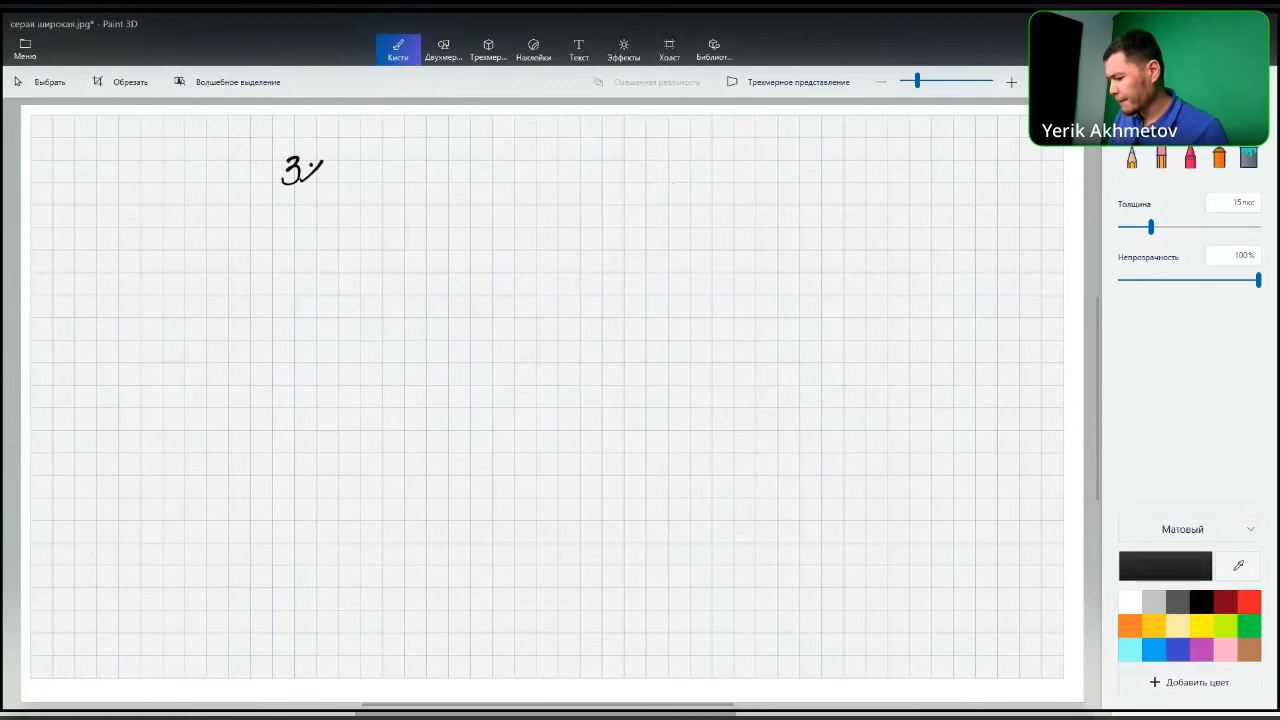 серая широкая.jpg* - Paint 3D
Меню
Кисти
Двухмер...
Трехмер...
Наклейки
Текст
Эффекты
Холст
Библиот...
Выбрать
Обрезать
Волшебное выделение
Смешанная реальность
Трехмерное представление
Yerik Akhmetov
Толщина
15 пкс
Непрозрачность
100%
Матовый
Добавить цвет
3